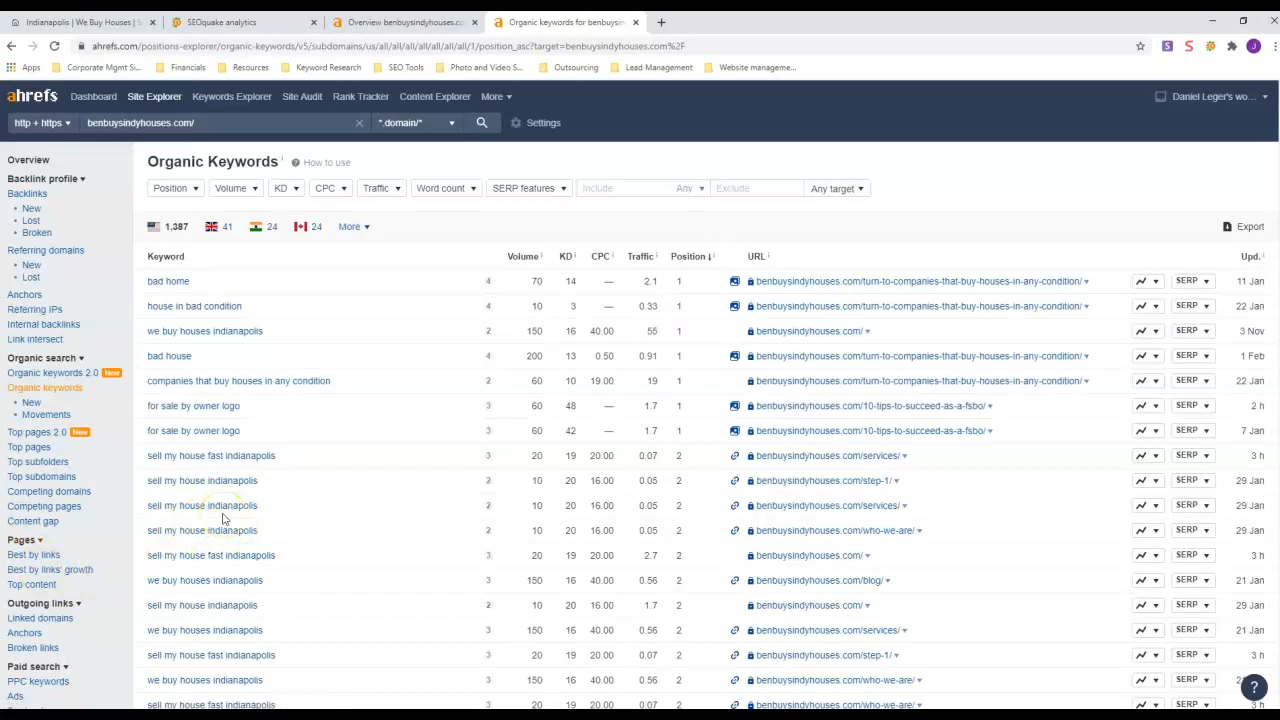 Indianapolis | We Buy Houses | S
SEOquake analytics
Overview benbuysindyhouses.co
Organic keywords for benbuysin
ahrefs.com/positions-explorer/organic-keywords/v5/subdomains/us/all/all/all/all/all/all/1/position_asc?target=benbuysindyhouses.com%2F
Apps Corporate Mgmt Si... Financials Resources Keyword Research SEO Tools Photo and Video S... Outsourcing Lead Management Website manageme...
ahrefs Dashboard Site Explorer Keywords Explorer Site Audit Rank Tracker Content Explorer More Daniel Leger's wo...
http + https benbuysindyhouses.com/ *.domain/* Settings
Overview
Backlink profile
Backlinks
New
Lost
Broken
Referring domains
New
Lost
Anchors
Referring IPs
Internal backlinks
Link intersect
Organic search
Organic keywords 2.0 New
Organic keywords
New
Movements
Top pages 2.0 New
Top pages
Top subfolders
Top subdomains
Competing domains
Competing pages
Content gap
Pages
Best by links
Best by links' growth
Top content
Outgoing links
Linked domains
Anchors
Broken links
Paid search
PPC keywords
Ads
Organic Keywords i ? How to use
Position Volume KD CPC Traffic Word count SERP features Include Any Exclude Any target
1,387 41 24 24 More Export
Keyword Volume KD CPC Traffic Position URL Upd.
bad home 4 70 14 — 2.1 1 benbuysindyhouses.com/turn-to-companies-that-buy-houses-in-any-condition/ SERP 11 Jan
house in bad condition 4 10 3 — 0.33 1 benbuysindyhouses.com/turn-to-companies-that-buy-houses-in-any-condition/ SERP 22 Jan
we buy houses indianapolis 2 150 16 40.00 55 1 benbuysindyhouses.com/ SERP 3 Nov
bad house 4 200 13 0.50 0.91 1 benbuysindyhouses.com/turn-to-companies-that-buy-houses-in-any-condition/ SERP 1 Feb
companies that buy houses in any condition 2 60 10 19.00 19 1 benbuysindyhouses.com/turn-to-companies-that-buy-houses-in-any-condition/ SERP 22 Jan
for sale by owner logo 3 60 48 — 1.7 1 benbuysindyhouses.com/10-tips-to-succeed-as-a-fsbo/ SERP 2 h
for sale by owner logo 3 60 42 — 1.7 1 benbuysindyhouses.com/10-tips-to-succeed-as-a-fsbo/ SERP 7 Jan
sell my house fast indianapolis 3 20 19 20.00 0.07 2 benbuysindyhouses.com/services/ SERP 3 h
sell my house indianapolis 2 10 20 16.00 0.05 2 benbuysindyhouses.com/step-1/ SERP 29 Jan
sell my house indianapolis 2 10 20 16.00 0.05 2 benbuysindyhouses.com/services/ SERP 29 Jan
sell my house indianapolis 2 10 20 16.00 0.05 2 benbuysindyhouses.com/who-we-are/ SERP 29 Jan
sell my house fast indianapolis 3 20 19 20.00 2.7 2 benbuysindyhouses.com/ SERP 3 h
we buy houses indianapolis 3 150 16 40.00 0.56 2 benbuysindyhouses.com/blog/ SERP 21 Jan
sell my house indianapolis 2 10 20 16.00 1.7 2 benbuysindyhouses.com/ SERP 29 Jan
we buy houses indianapolis 3 150 16 40.00 0.56 2 benbuysindyhouses.com/services/ SERP 21 Jan
sell my house fast indianapolis 3 20 19 20.00 0.07 2 benbuysindyhouses.com/step-1/ SERP 3 h
we buy houses indianapolis 3 150 16 40.00 0.56 2 benbuysindyhouses.com/who-we-are/ SERP
sell my house fast indianapolis 3 20 19 20.00 0.07 2 benbuysindyhouses.com/who-we-are/ SERP 3 h